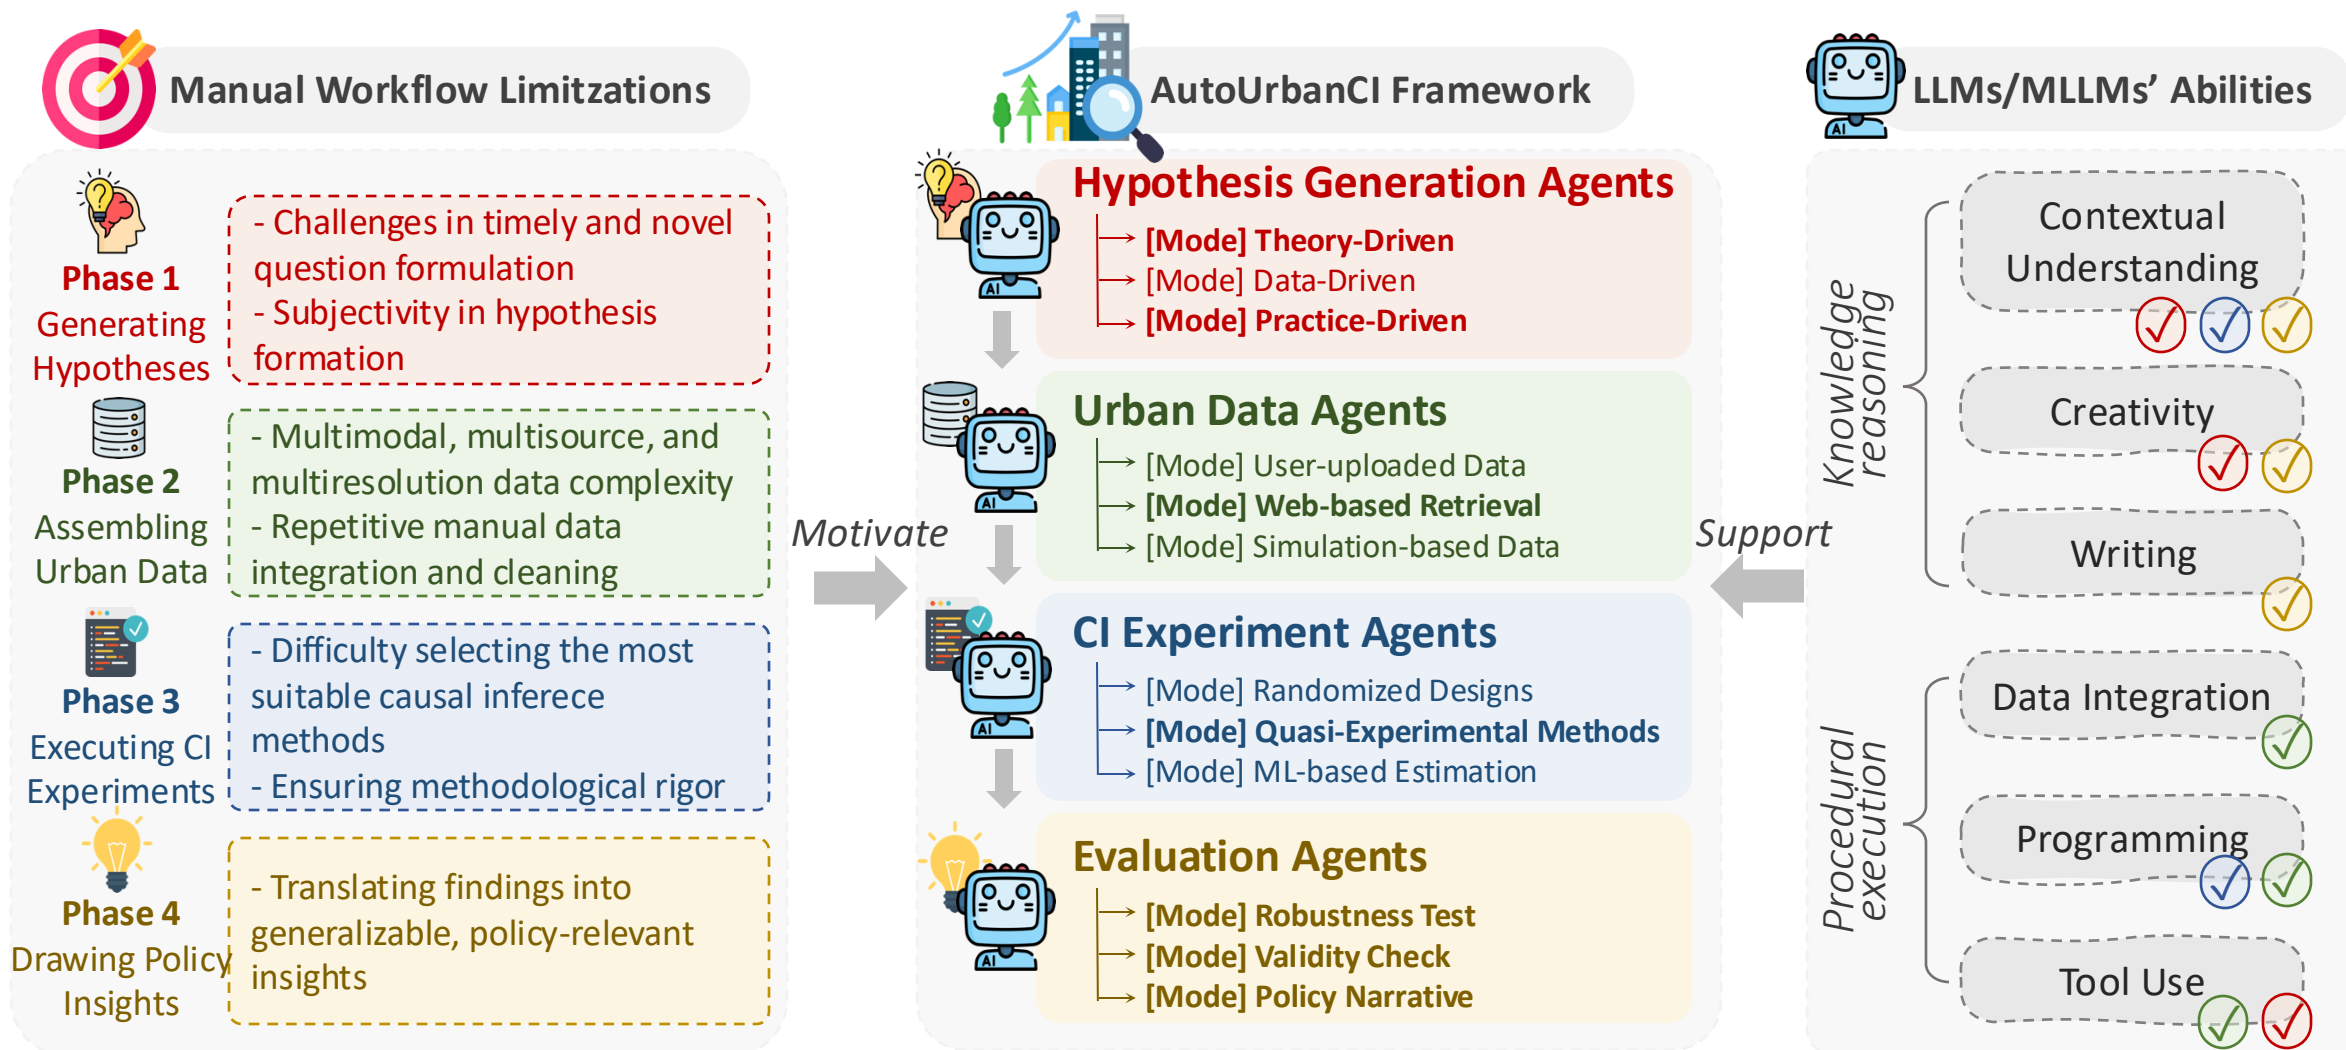 Manual Workflow Limitzations
Phase 1
Generating
Hypotheses
- Challenges in timely and novel
question formulation
- Subjectivity in hypothesis
formation
Phase 2
Assembling
Urban Data
- Multimodal, multisource, and
multiresolution data complexity
- Repetitive manual data
integration and cleaning
Phase 3
Executing CI
Experiments
- Difficulty selecting the most
suitable causal inferece
methods
- Ensuring methodological rigor
Phase 4
Drawing Policy
Insights
- Translating findings into
generalizable, policy-relevant
insights
Motivate
AutoUrbanCI Framework
AI
Hypothesis Generation Agents
[Mode] Theory-Driven
[Mode] Data-Driven
[Mode] Practice-Driven
AI
Urban Data Agents
[Mode] User-uploaded Data
[Mode] Web-based Retrieval
[Mode] Simulation-based Data
AI
CI Experiment Agents
[Mode] Randomized Designs
[Mode] Quasi-Experimental Methods
[Mode] ML-based Estimation
AI
Evaluation Agents
[Mode] Robustness Test
[Mode] Validity Check
[Mode] Policy Narrative
Support
AI
LLMs/MLLMs’ Abilities
Knowledge
reasoning
Contextual
Understanding
Creativity
Writing
Procedural
execution
Data Integration
Programming
Tool Use